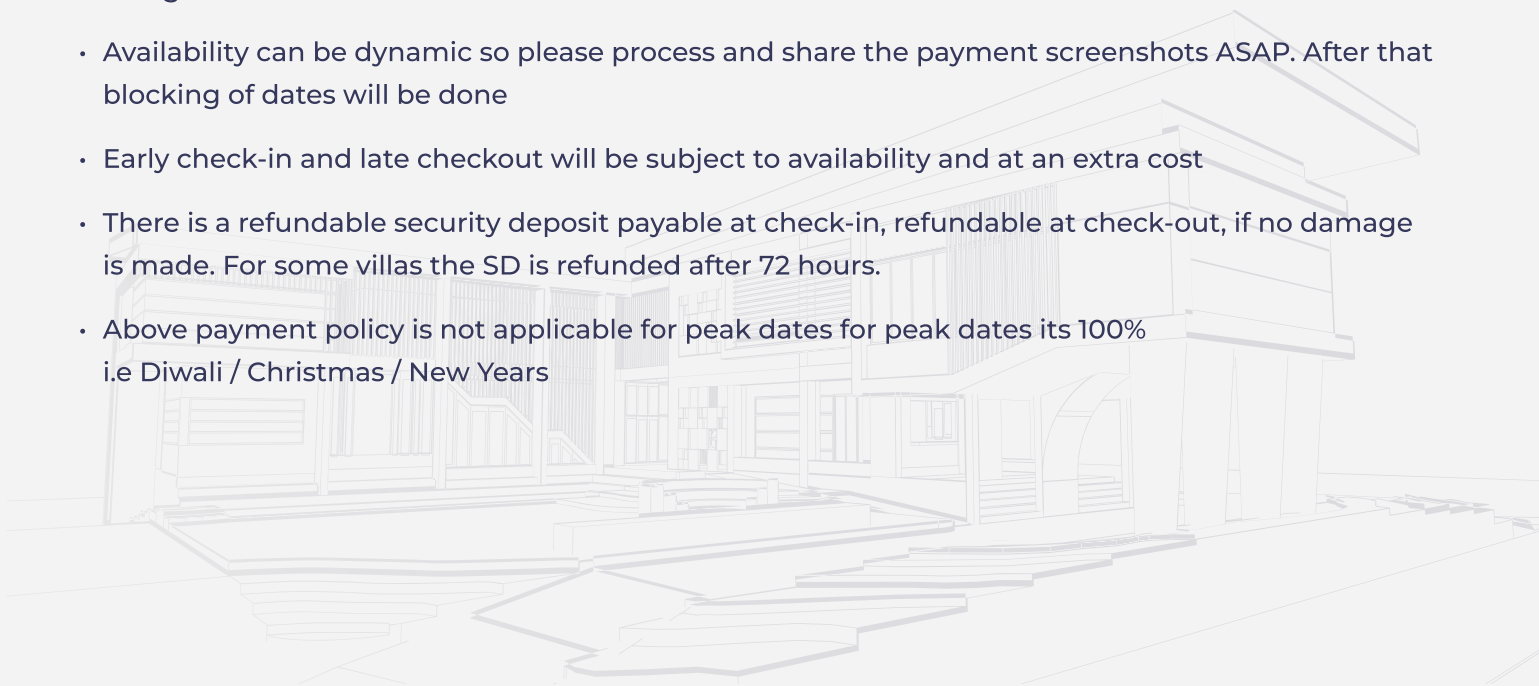 • Availability can be dynamic so please process and share the payment screenshots ASAP. After that
blocking of dates will be done
• Early check-in and late checkout will be subject to availability and at an extra cost
• There is a refundable security deposit payable at check-in, refundable at check-out, if no damage
is made. For some villas the SD is refunded after 72 hours.
• Above payment policy is not applicable for peak dates for peak dates its 100%
i.e Diwali / Christmas / New Years